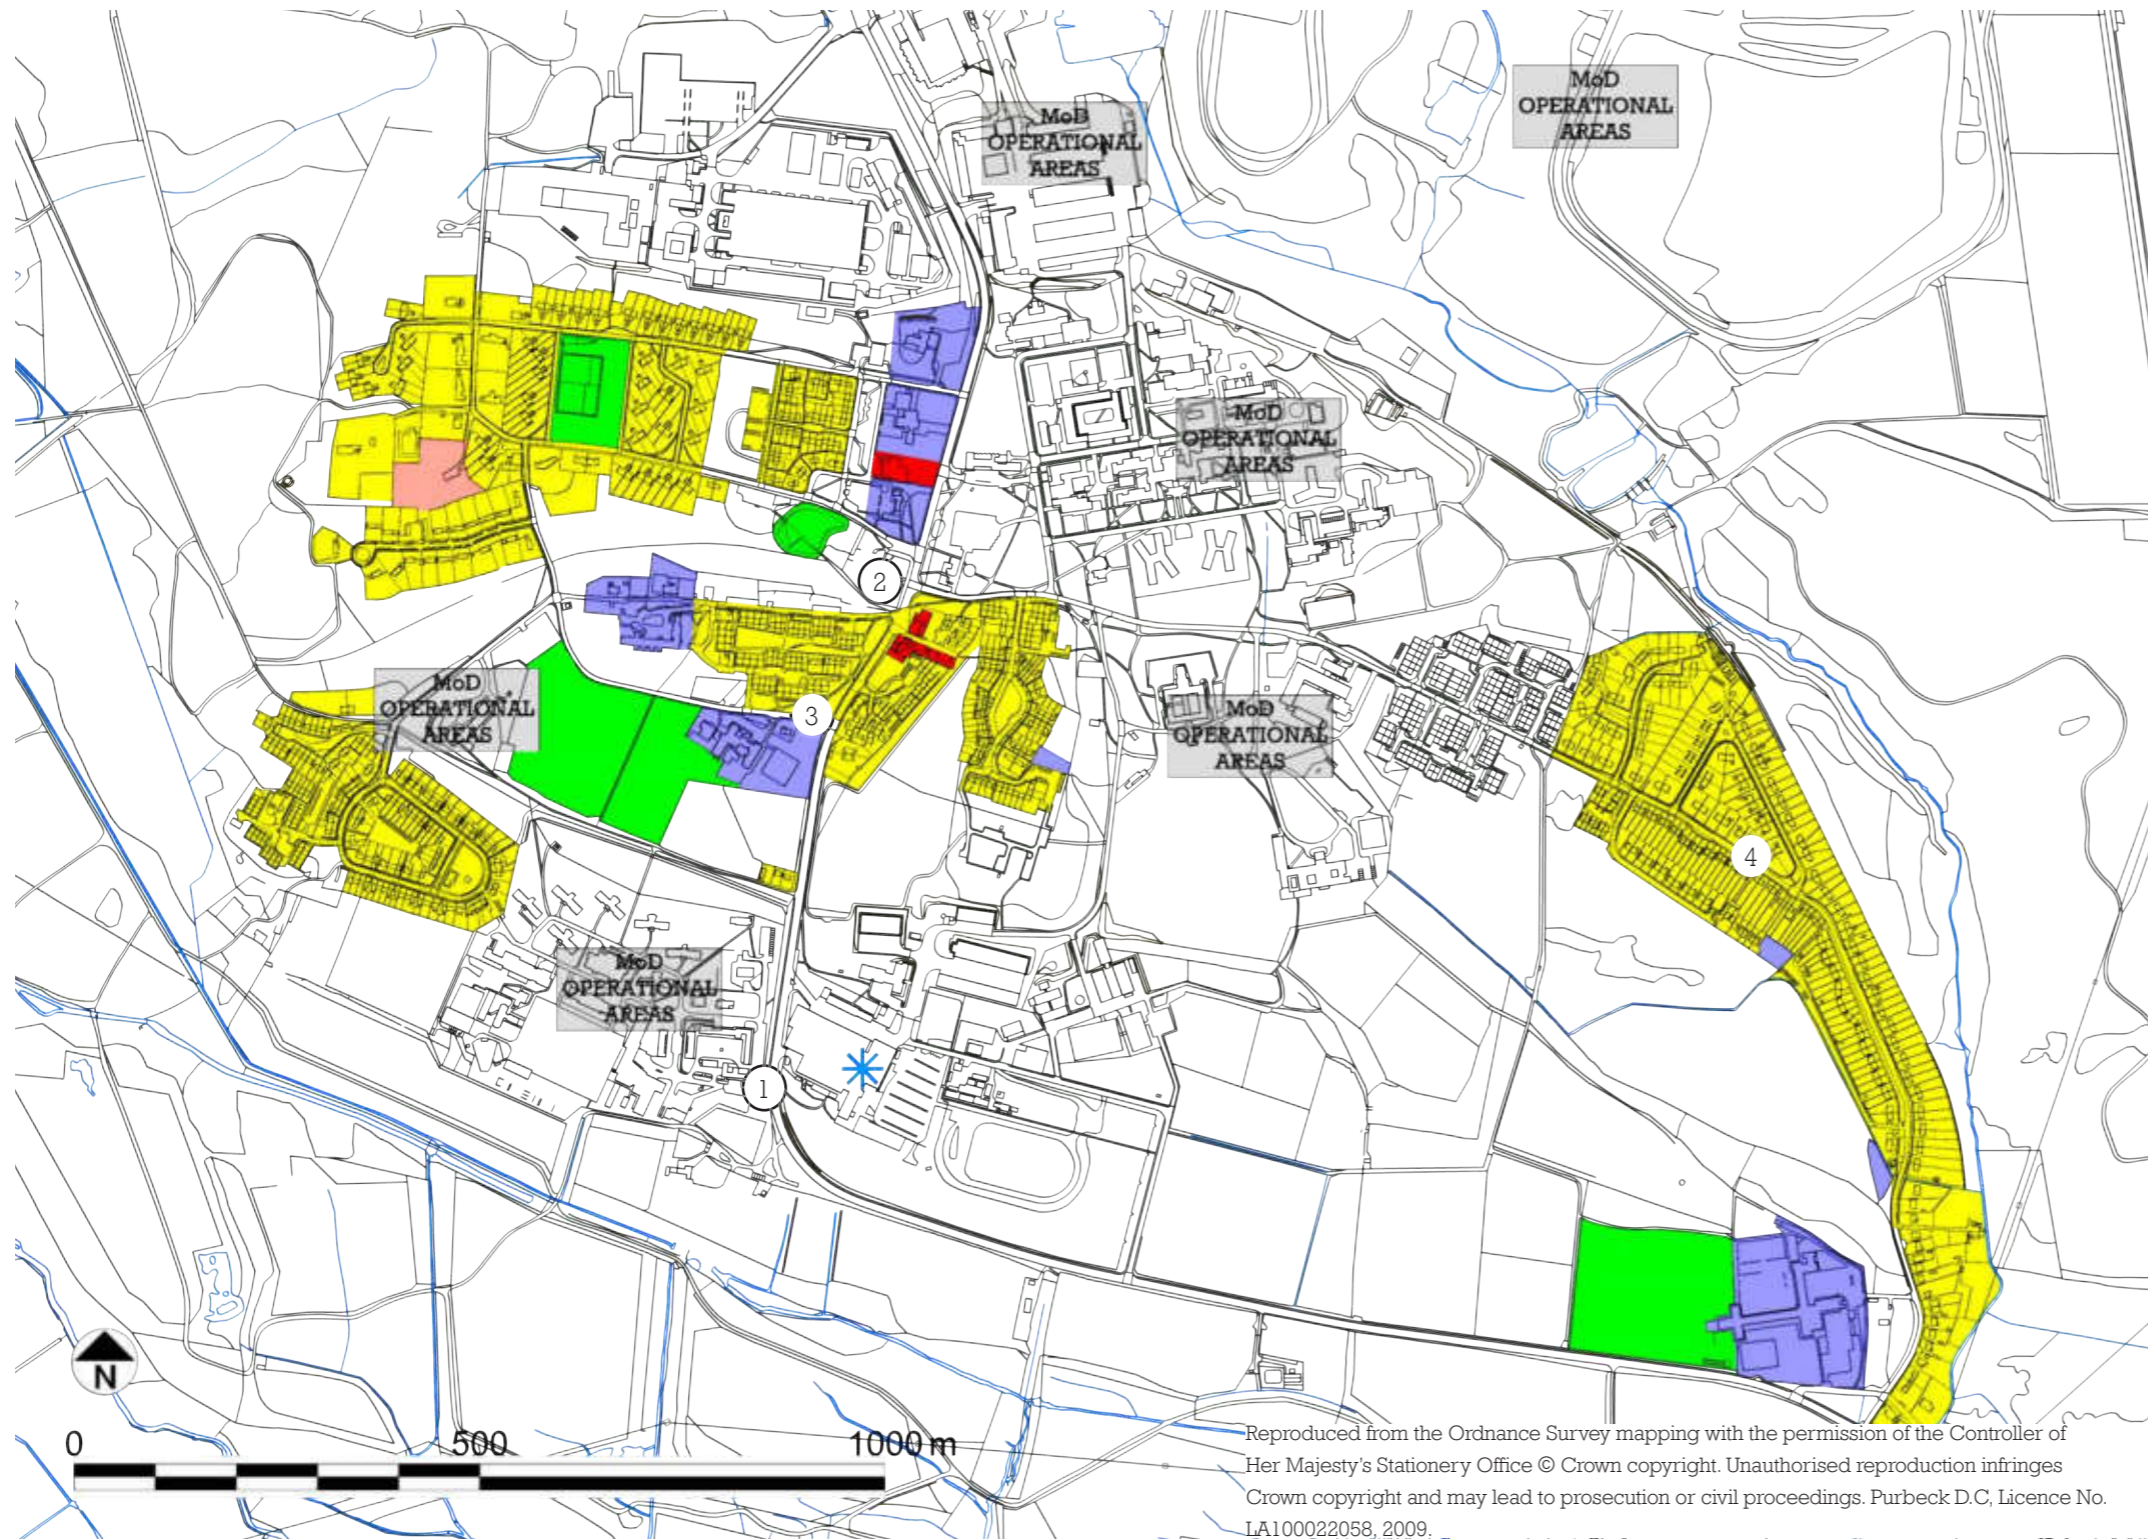 MoD
OPERATIONAL
AREAS
MoD
OPERATIONAL
AREAS
MoD
OPERATIONAL
AREAS
2
MoD
OPERATIONAL
AREAS
3
MoD
OPERATIONAL
AREAS
4
MoD
OPERATIONAL
AREAS
1
N
0 500 1000m
Reproduced from the Ordnance Survey mapping with the permission of the Controller of
Her Majesty's Stationery Office © Crown copyright. Unauthorised reproduction infringes
Crown copyright and may lead to prosecution or civil proceedings. Purbeck D.C, Licence No.
LA100022058, 2009.